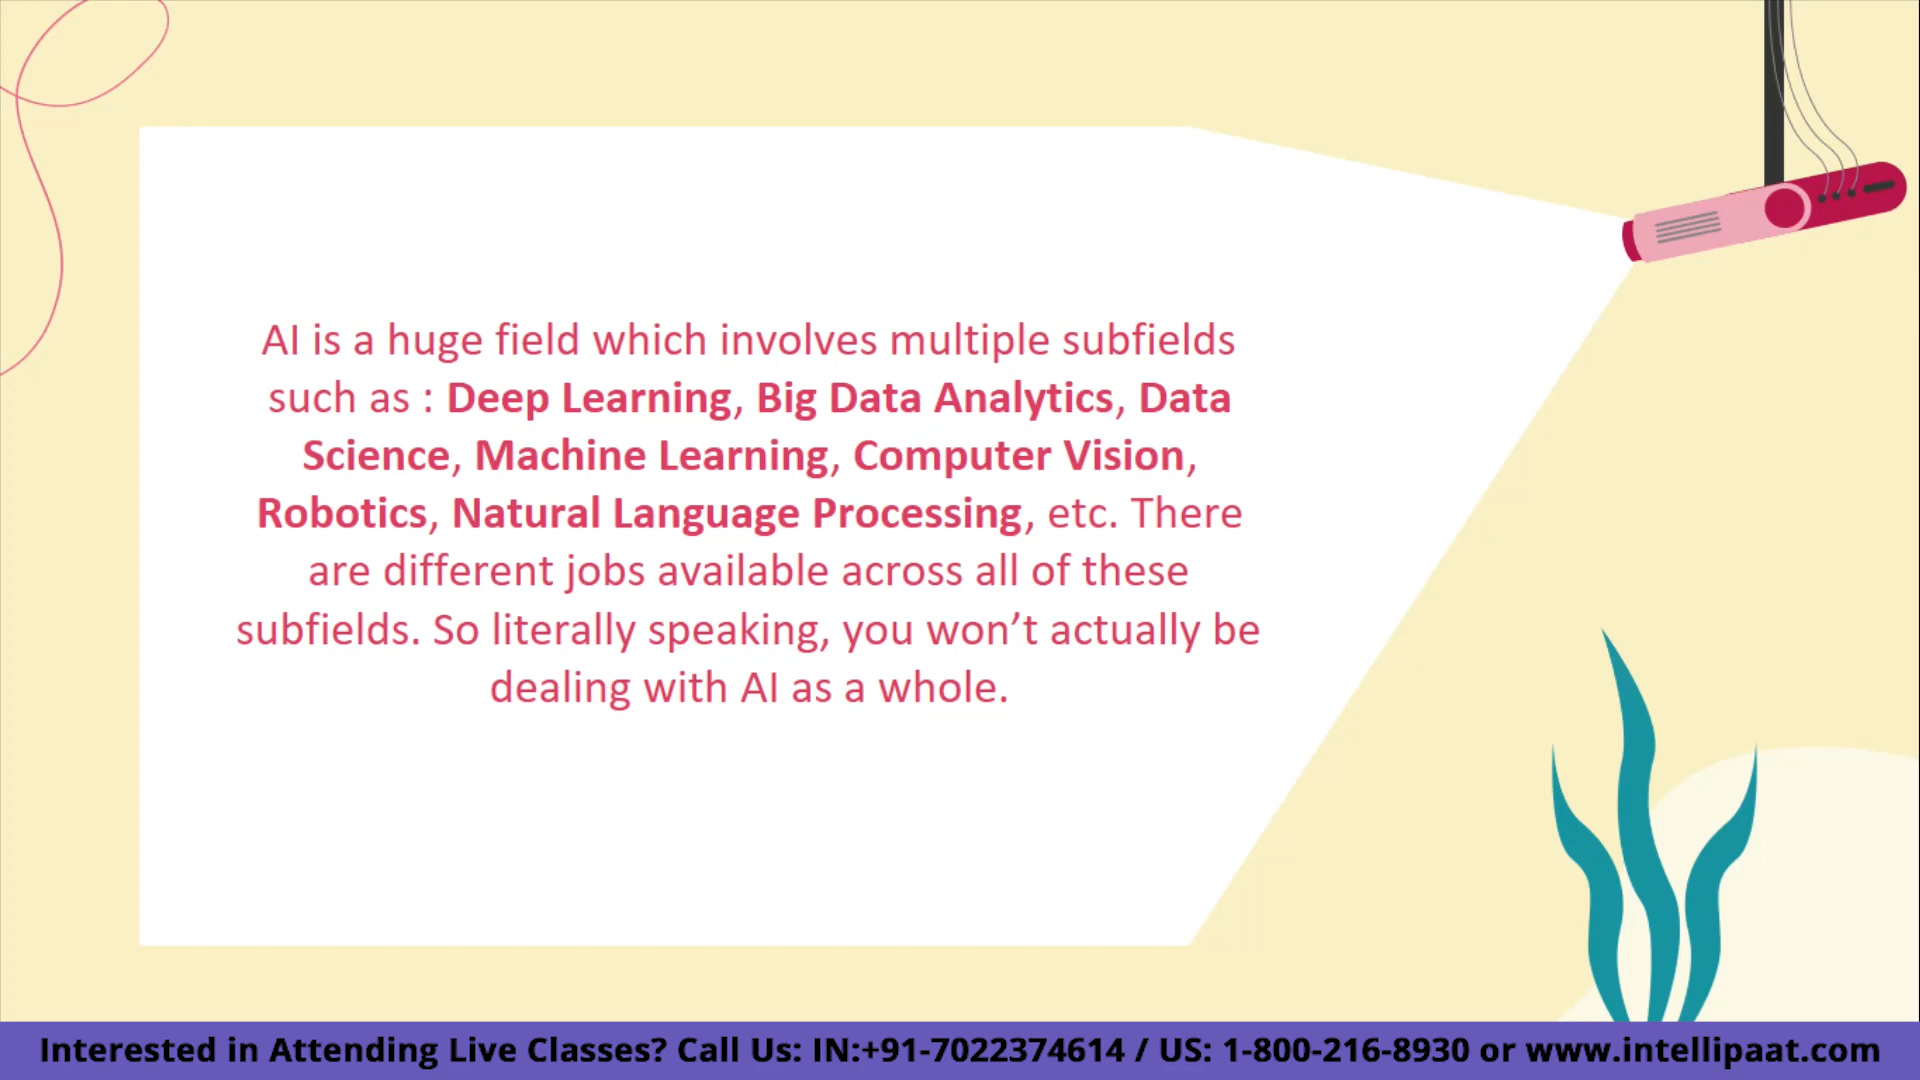 AI is a huge field which involves multiple subfields
such as : Deep Learning, Big Data Analytics, Data
Science, Machine Learning, Computer Vision,
Robotics, Natural Language Processing, etc. There
are different jobs available across all of these
subfields. So literally speaking, you won’t actually be
dealing with AI as a whole.
Interested in Attending Live Classes? Call Us: IN:+91-7022374614 / US: 1-800-216-8930 or www.intellipaat.com